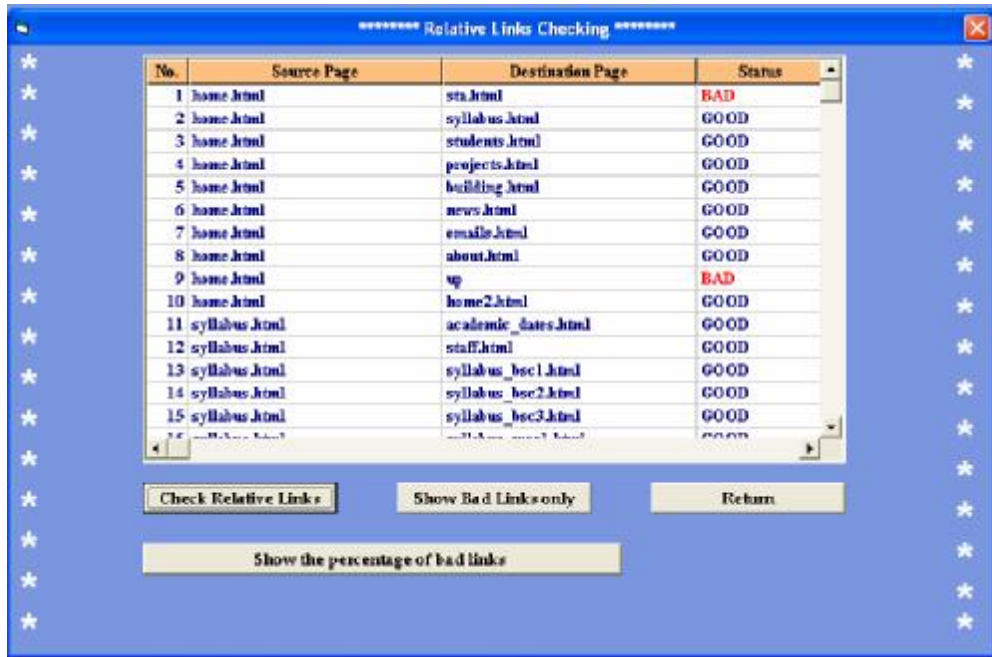 ******** Relative Links Checking ********
No. Source Page Destination Page Status
1 home.html sta.html BAD
2 home.html syllabus.html GOOD
3 home.html students.html GOOD
4 home.html projects.html GOOD
5 home.html building.html GOOD
6 home.html news.html GOOD
7 home.html emails.html GOOD
8 home.html about.html GOOD
9 home.html up BAD
10 home.html home2.html GOOD
11 syllabus.html academic_dates.html GOOD
12 syllabus.html staff.html GOOD
13 syllabus.html syllabus_bsc1.html GOOD
14 syllabus.html syllabus_bsc2.html GOOD
15 syllabus.html syllabus_bsc3.html GOOD
Check Relative Links Show Bad Links only Return
Show the percentage of bad links